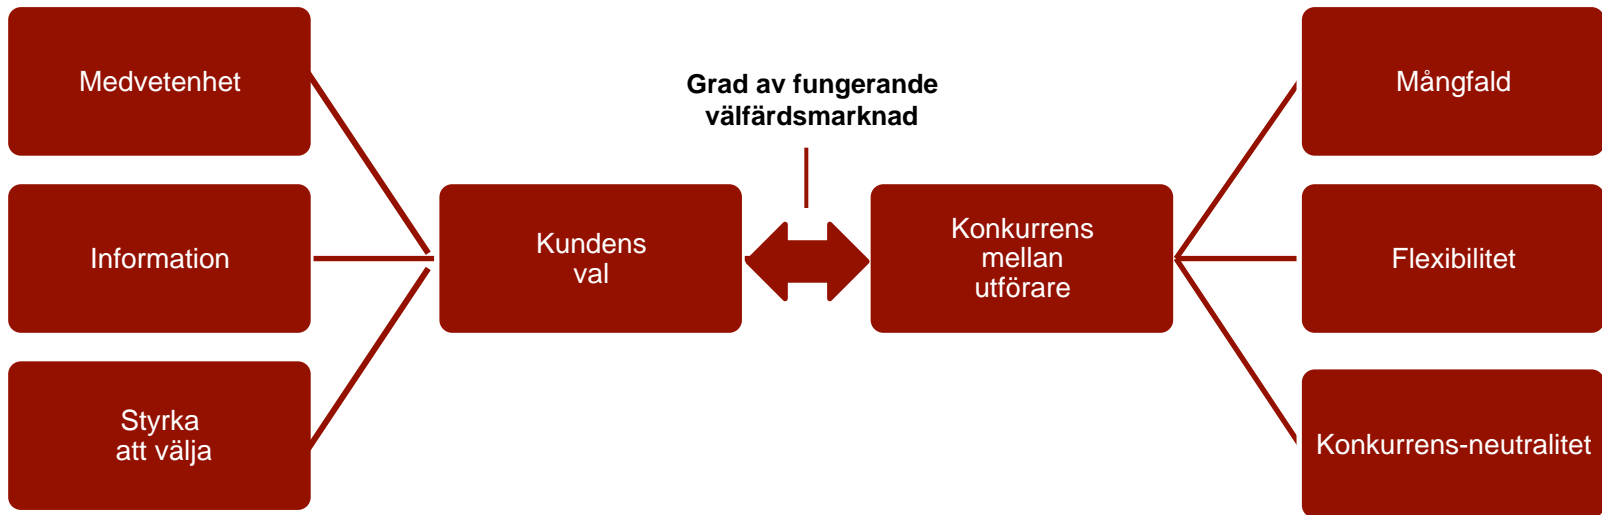 Medvetenhet
Information
Styrka
att välja
Kundens
val
Grad av fungerande
välfärdsmarknad
Konkurrens
mellan
utförare
Mångfald
Flexibilitet
Konkurrens-neutralitet